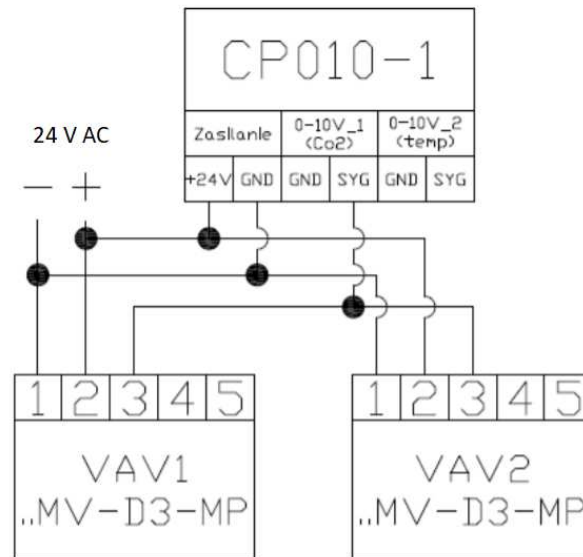 CP010-1
Zasilanie 0-10V_1 (Co2) 0-10V_2 (temp)
+24V GND GND SYG GND SYG
24 V AC
- +
1 2 3 4 5
VAV1
..MV-D3-MP
1 2 3 4 5
VAV2
..MV-D3-MP